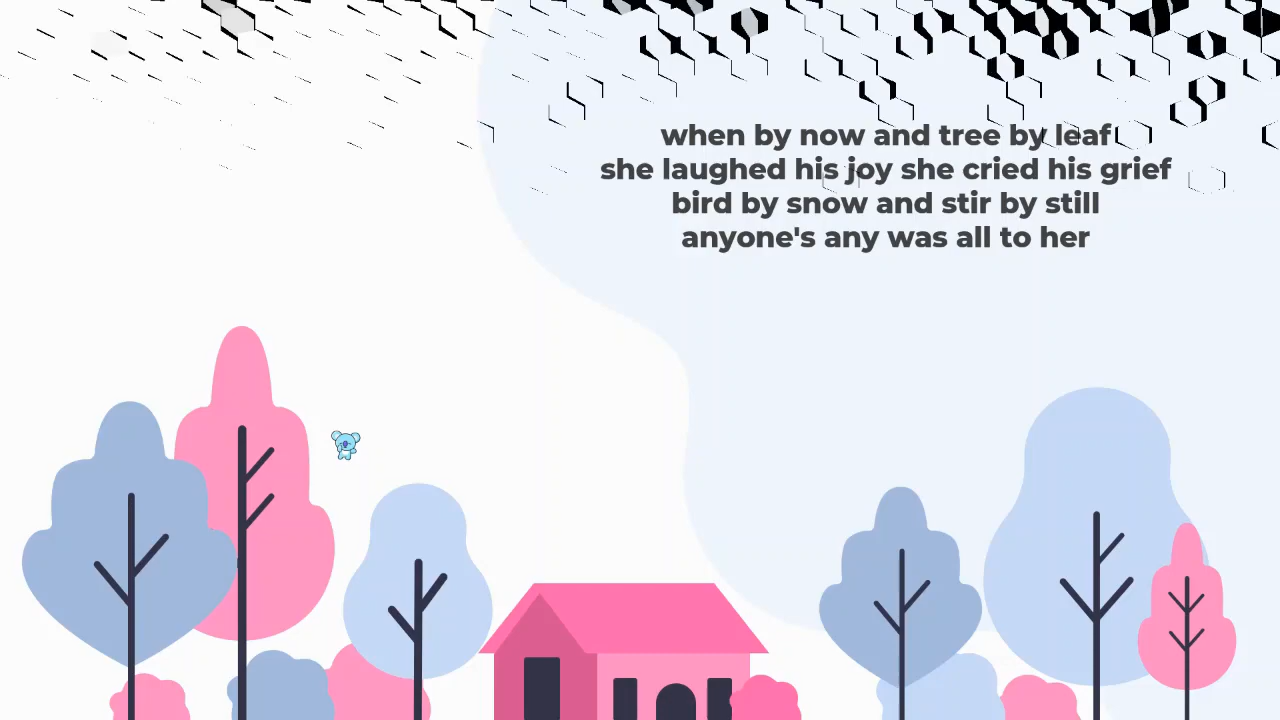 when by now and tree by leaf
she laughed his joy she cried his grief
bird by snow and stir by still
anyone's any was all to her